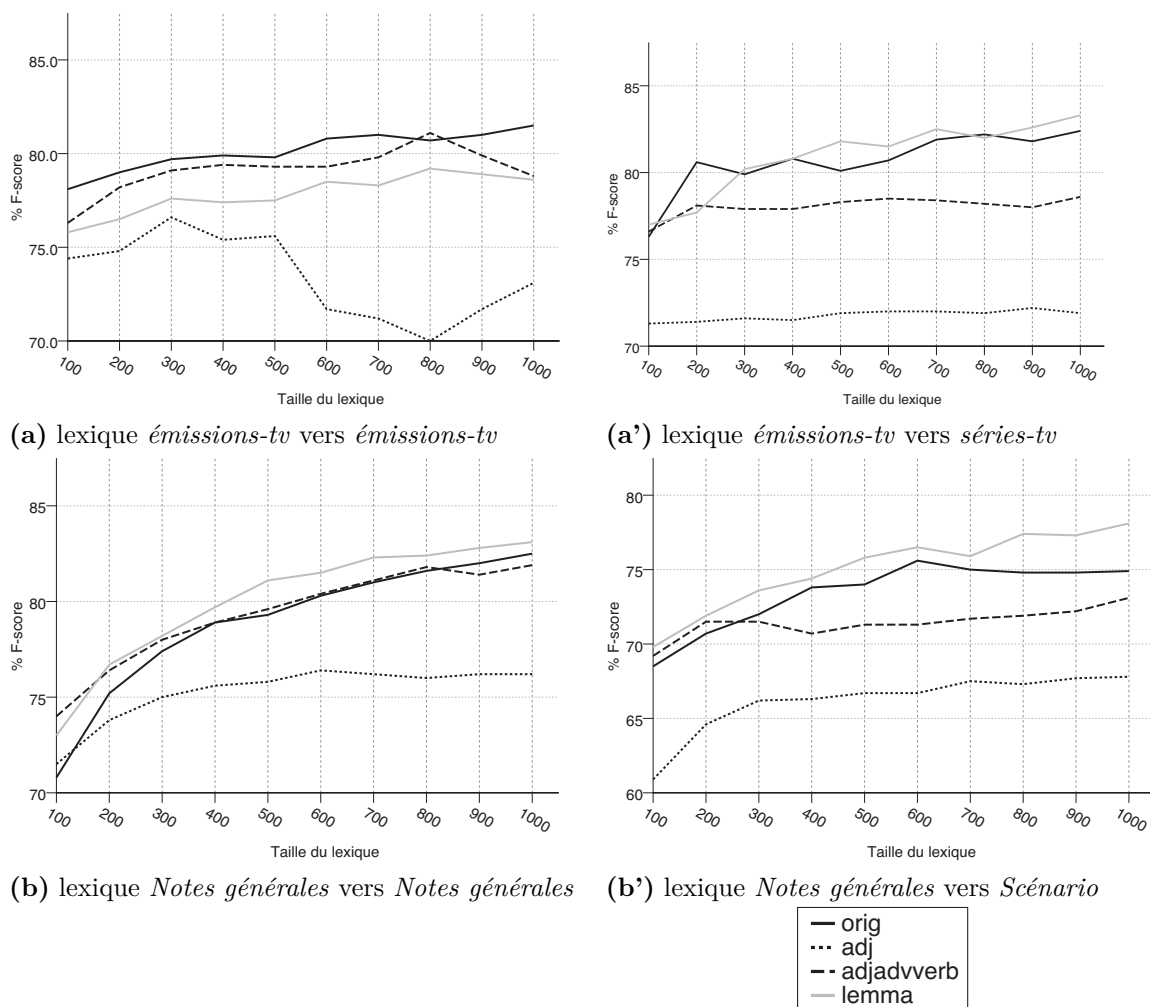 85.0
80.0
75.0
70.0
% F-score
100 200 300 400 500 600 700 800 900 1000
Taille du lexique
(a) lexique émissions-tv vers émissions-tv
85
80
75
70
% F-score
100 200 300 400 500 600 700 800 900 1000
Taille du lexique
(a') lexique émissions-tv vers séries-tv
85
80
75
70
% F-score
100 200 300 400 500 600 700 800 900 1000
Taille du lexique
(b) lexique Notes générales vers Notes générales
80
75
70
65
60
% F-score
100 200 300 400 500 600 700 800 900 1000
Taille du lexique
(b') lexique Notes générales vers Scénario
orig
adj
adjadvverb
lemma